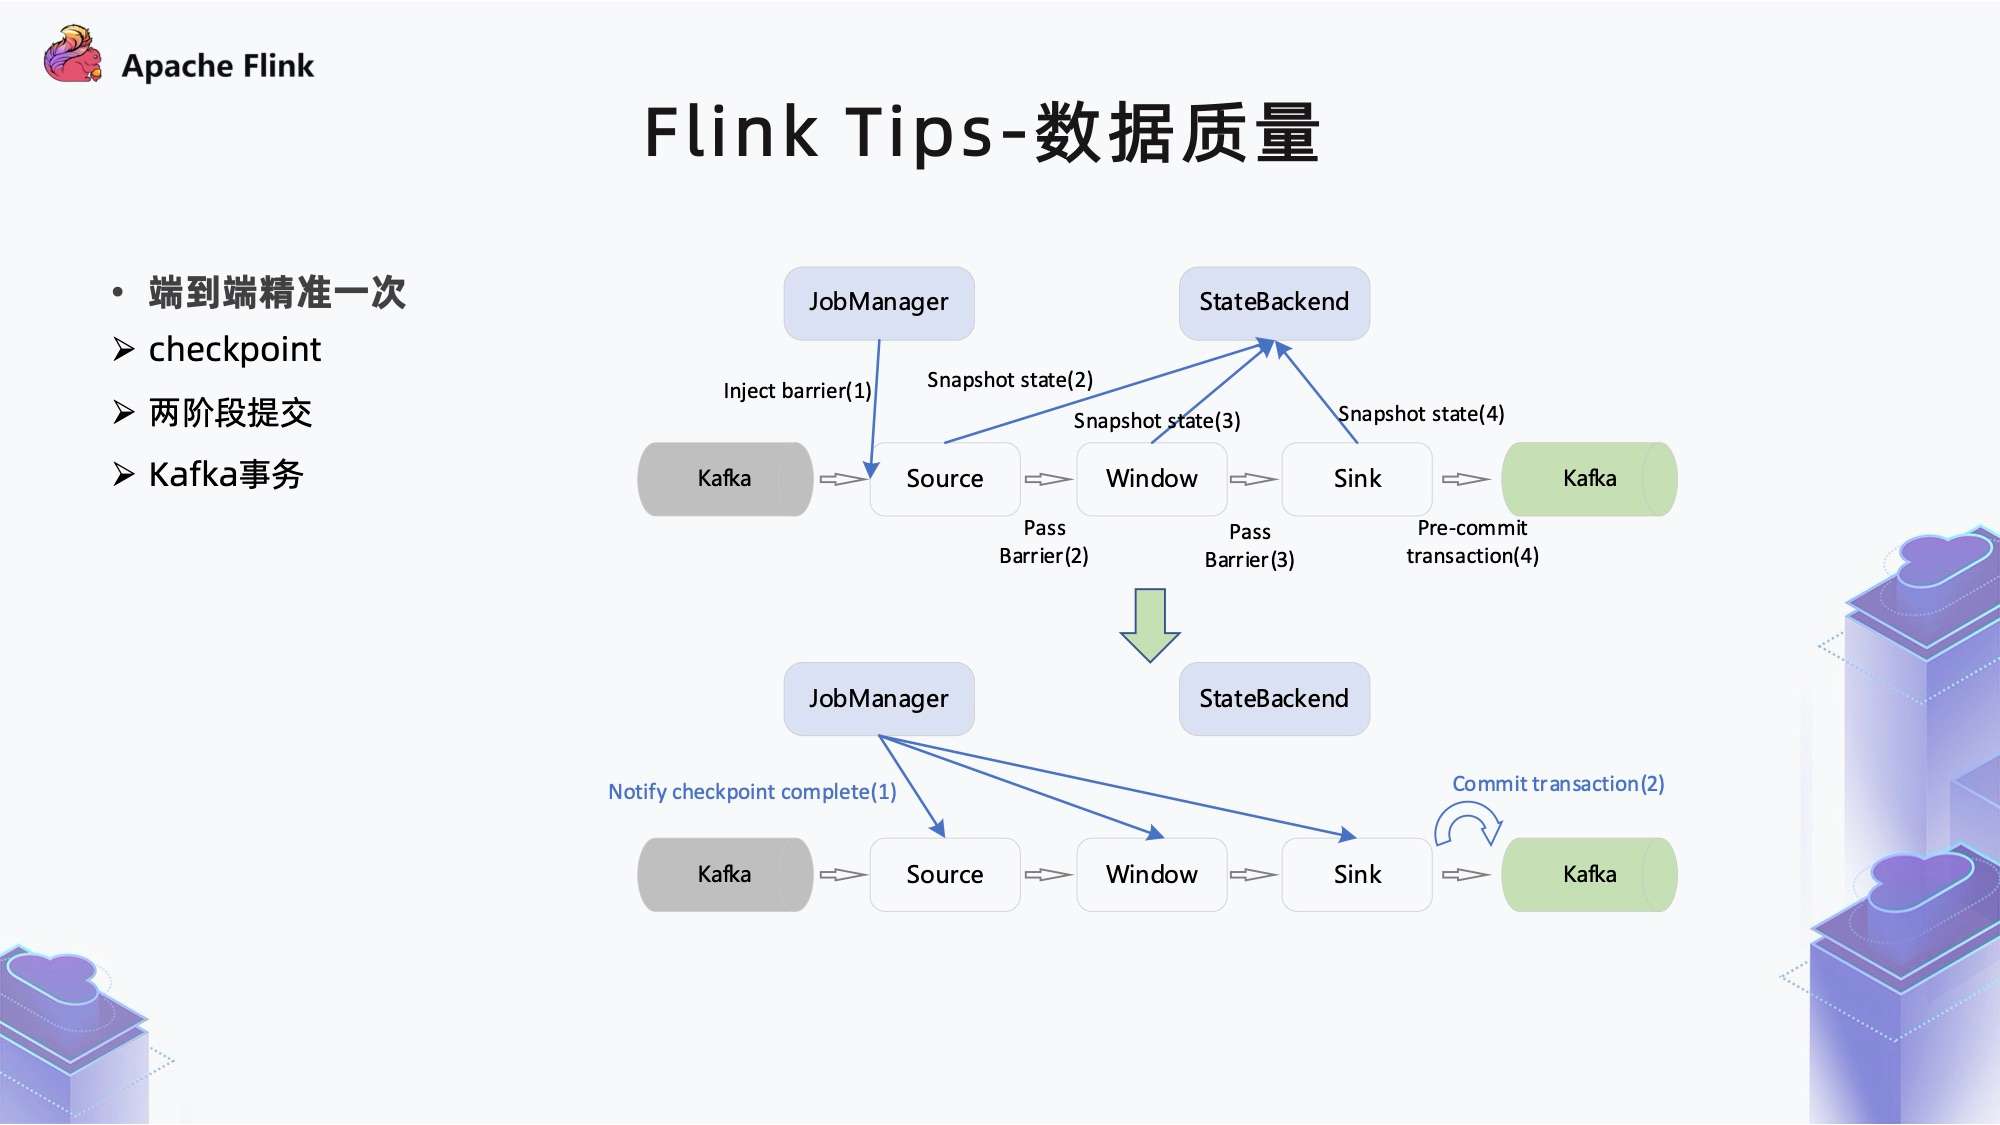 Apache Flink
Flink Tips-数据质量
• 端到端精准一次
➢ checkpoint
➢ 两阶段提交
➢ Kafka事务
JobManager
StateBackend
Inject barrier(1)
Snapshot state(2)
Snapshot state(3)
Snapshot state(4)
Kafka
Source
Window
Sink
Kafka
Pass
Barrier(2)
Pass
Barrier(3)
Pre-commit
transaction(4)
JobManager
StateBackend
Notify checkpoint complete(1)
Commit transaction(2)
Kafka
Source
Window
Sink
Kafka